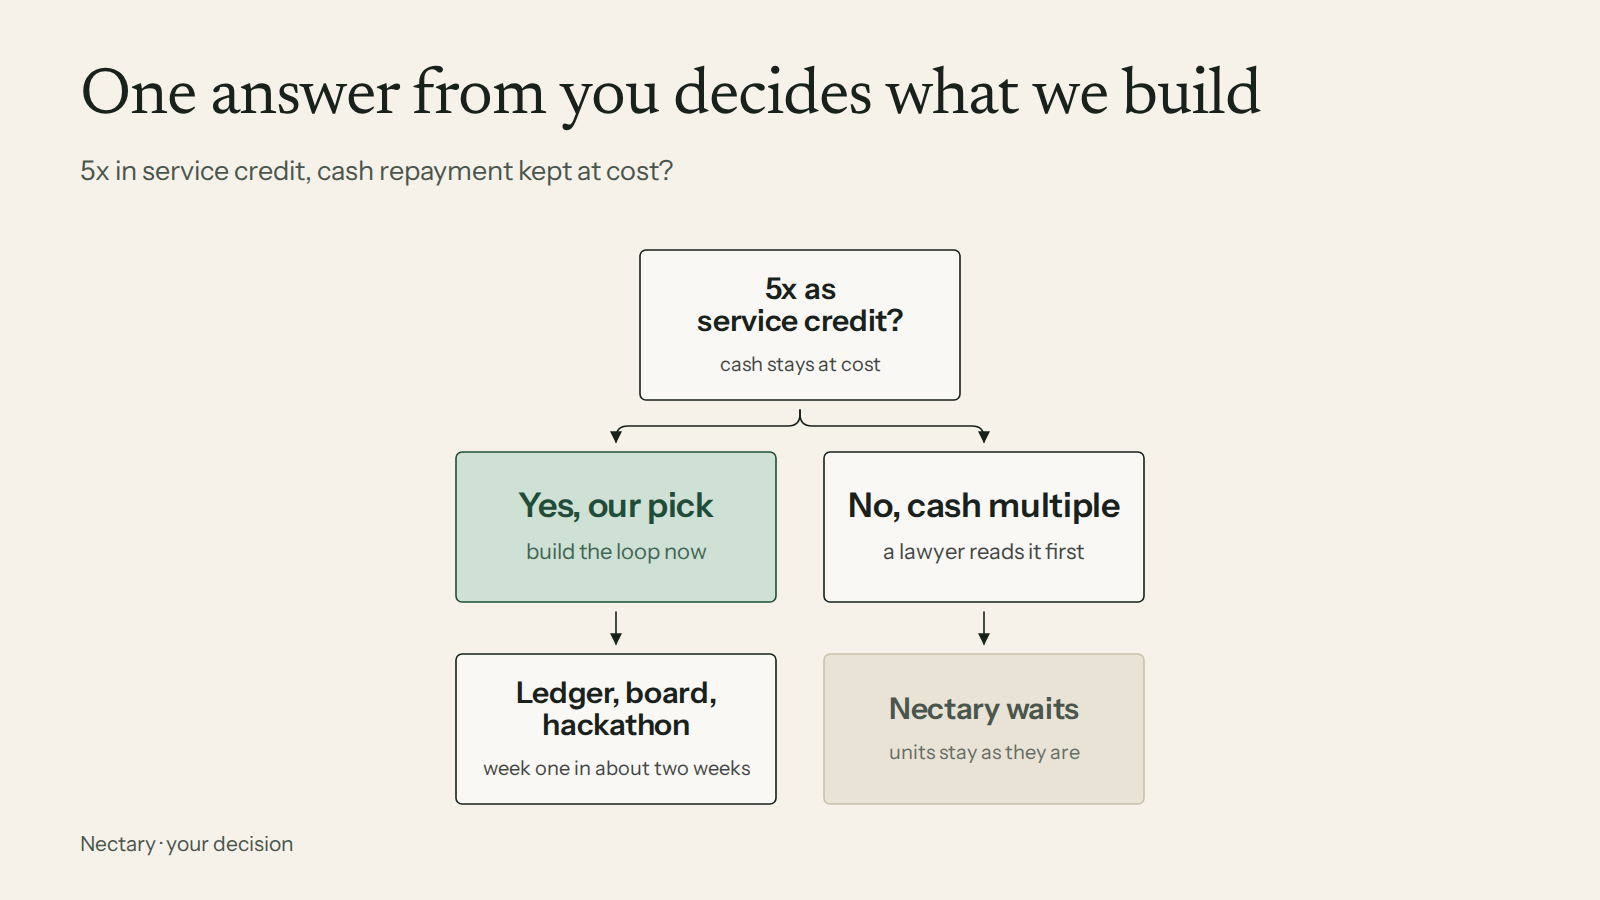 One answer from you decides what we build
5x in service credit, cash repayment kept at cost?
5x as
service credit?
cash stays at cost
Yes, our pick
build the loop now
No, cash multiple
a lawyer reads it first
Ledger, board,
hackathon
week one in about two weeks
Nectary waits
units stay as they are
Nectary · your decision